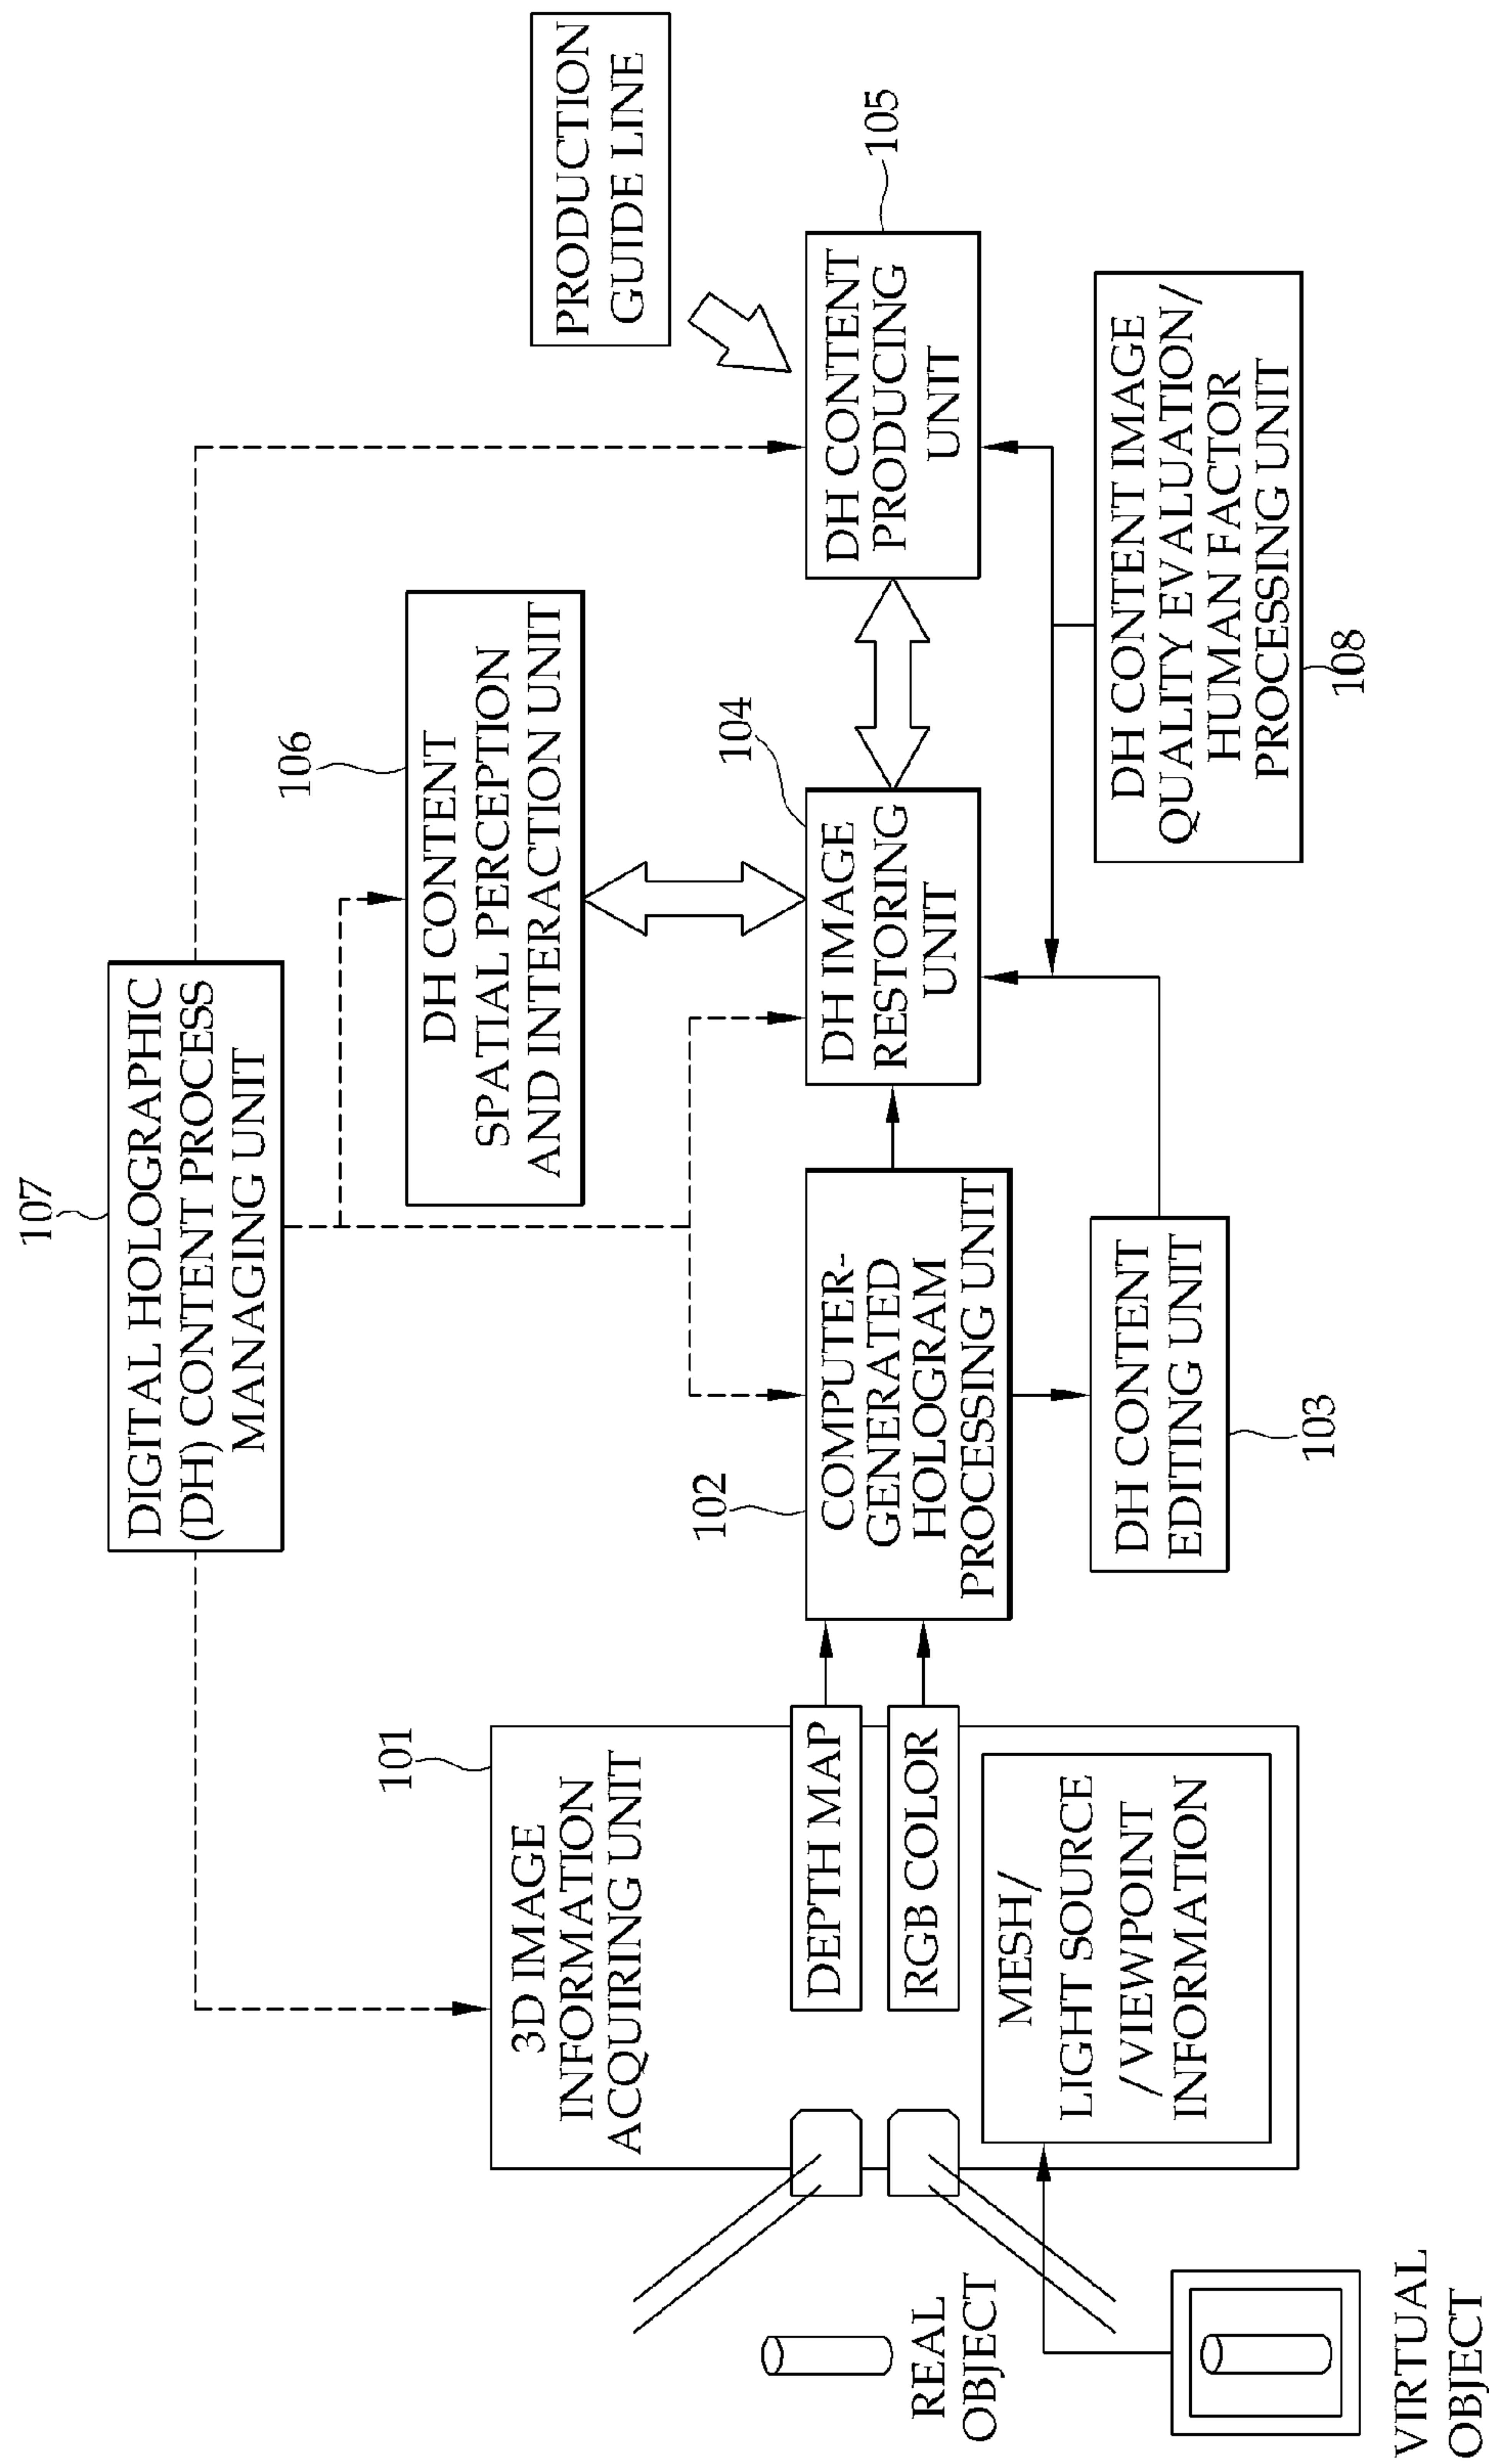 107
DIGITAL HOLOGRAPHIC
(DH) CONTENT PROCESS
MANAGING UNIT
106
DH CONTENT
SPATIAL PERCEPTION
AND INTERACTION UNIT
PRODUCTION
GUIDE LINE
101
3D IMAGE
INFORMATION
ACQUIRING UNIT
DEPTH MAP
RGB COLOR
MESH/
LIGHT SOURCE
/VIEWPOINT
INFORMATION
REAL
OBJECT
VIRTUAL
OBJECT
102
COMPUTER-
GENERATED
HOLOGRAM
PROCESSING UNIT
104
DH IMAGE
RESTORING
UNIT
105
DH CONTENT
PRODUCING
UNIT
DH CONTENT
EDITING UNIT
103
DH CONTENT IMAGE
QUALITY EVALUATION/
HUMAN FACTOR
PROCESSING UNIT
108